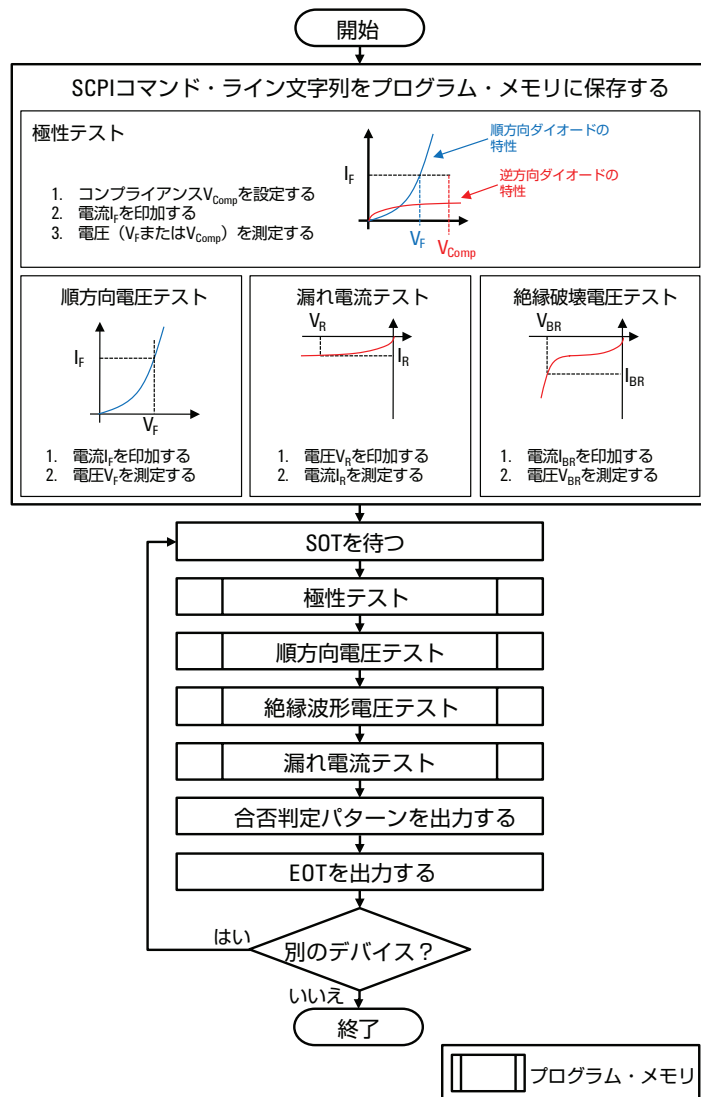 開始
SCPIコマンド・ライン文字列をプログラム・メモリに保存する
極性テスト
1. コンプライアンスVCompを設定する
2. 電流IFを印加する
3. 電圧（VFまたはVComp）を測定する
IF
VF
VComp
順方向ダイオードの
特性
逆方向ダイオードの
特性
順方向電圧テスト
IF
VF
1. 電流IFを印加する
2. 電圧VFを測定する
漏れ電流テスト
VR
IR
1. 電圧VRを印加する
2. 電流IRを測定する
絶縁破壊電圧テスト
VBR
IBR
1. 電流IBRを印加する
2. 電圧VBRを測定する
SOTを待つ
極性テスト
順方向電圧テスト
絶縁波形電圧テスト
漏れ電流テスト
合否判定パターンを出力する
EOTを出力する
はい
別のデバイス？
いいえ
終了
プログラム・メモリ